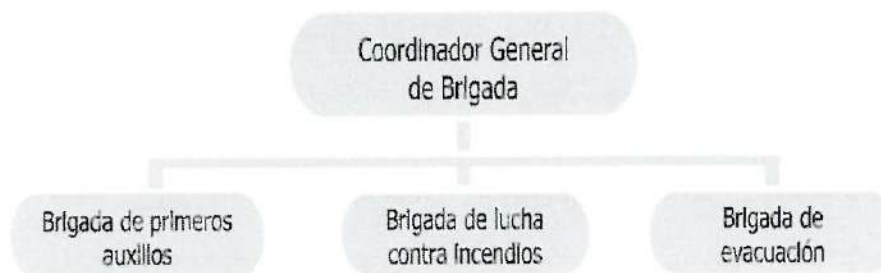 Coordinador General
de Brigada
Brigada de primeros
auxilios
Brigada de lucha
contra incendios
Brigada de
evacuación